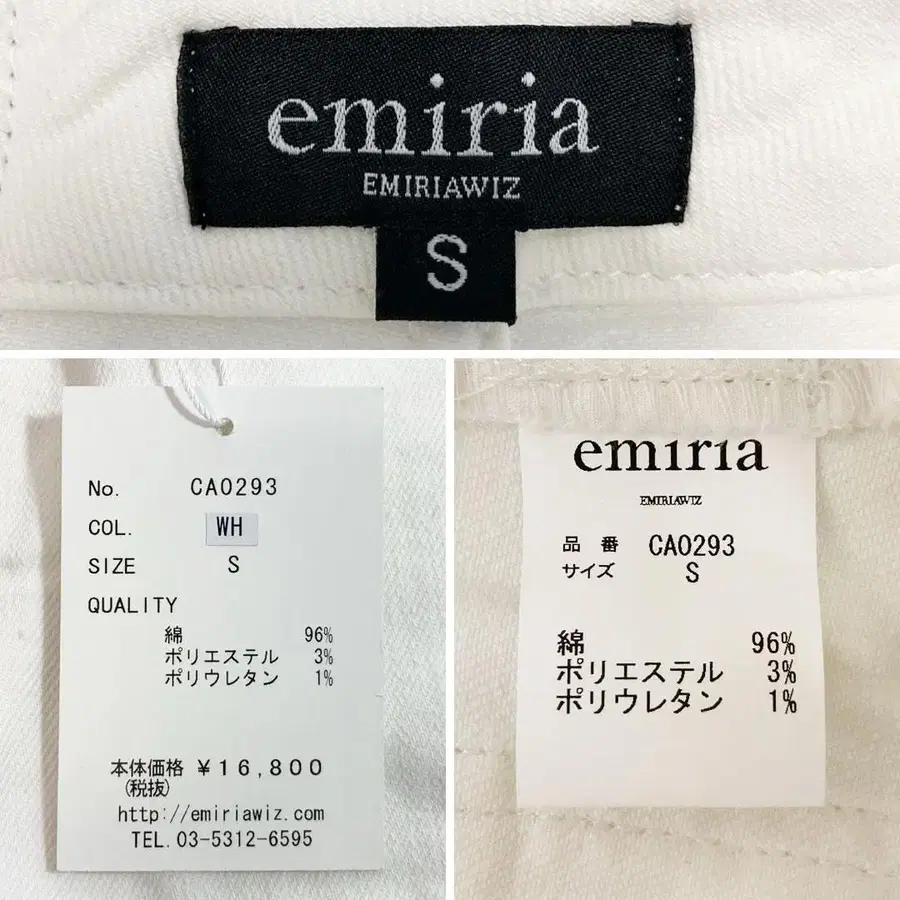 emiria
EMIRIAWIZ
S
No. CA0293
COL. WH
SIZE S
QUALITY
綿 96%
ポリエステル 3%
ポリウレタン 1%
本体価格 ¥16,800
(税抜)
http://emiriawiz.com
TEL. 03-5312-6595
emiria
EMIRIAWIZ
品番 CA0293
サイズ S
綿 96%
ポリエステル 3%
ポリウレタン 1%